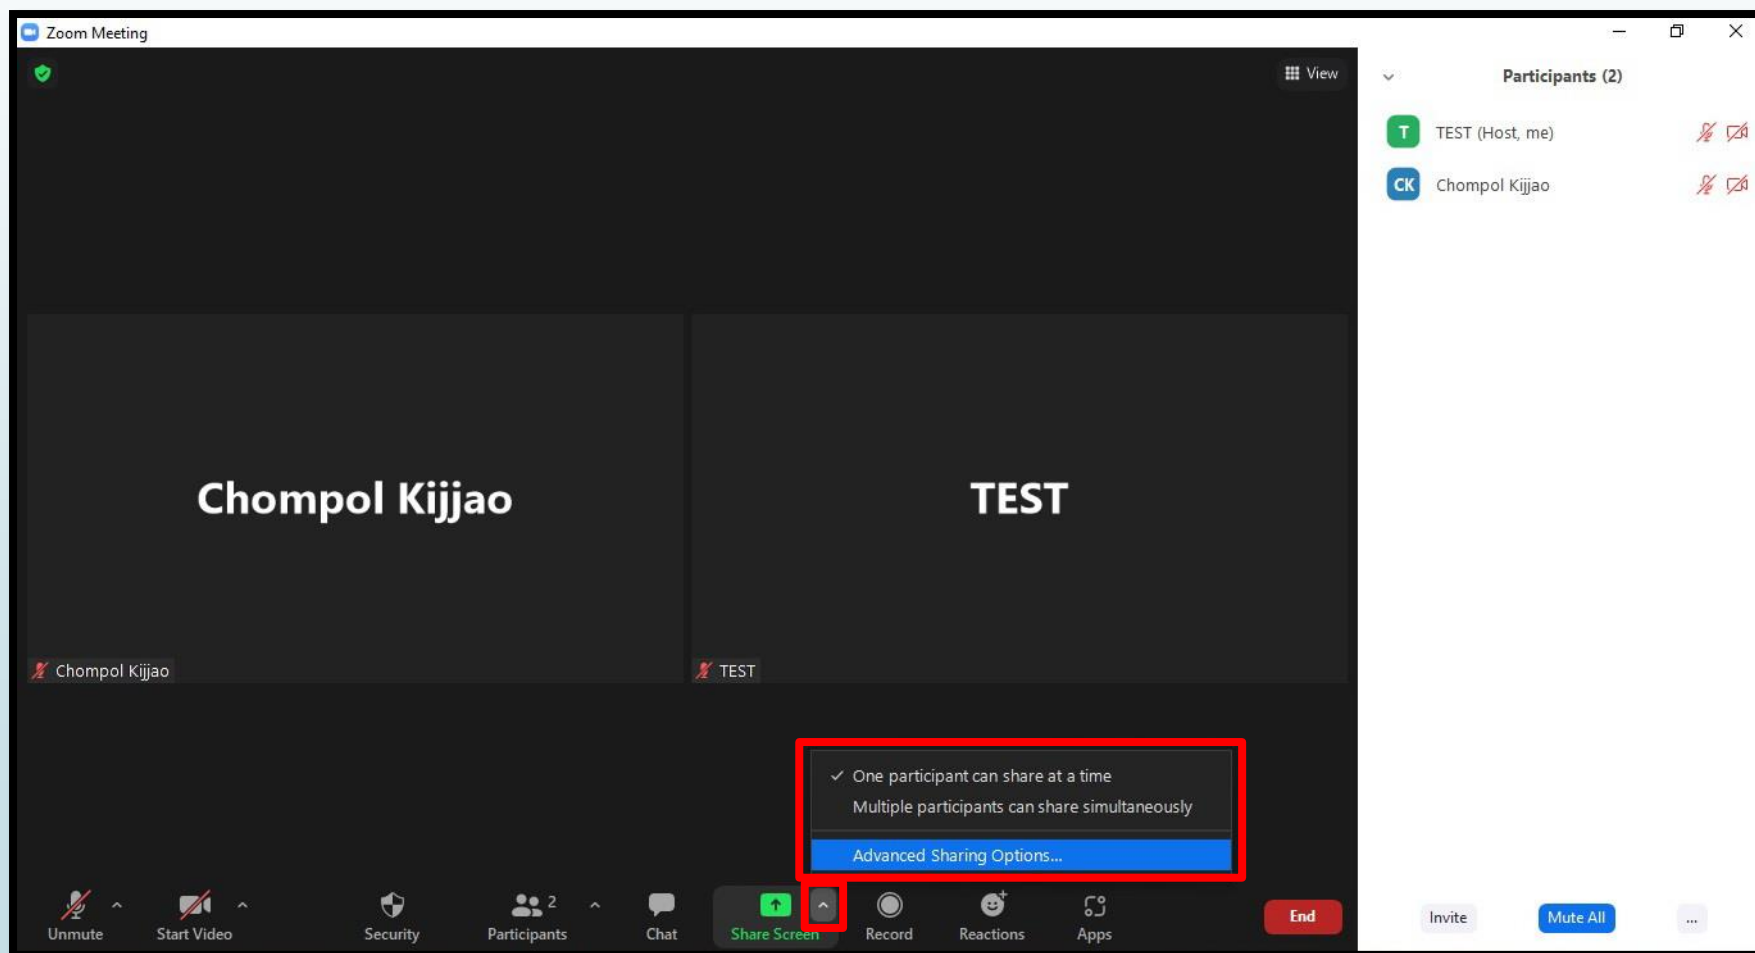 Zoom Meeting
View
Participants (2)
T TEST (Host, me)
CK Chompol Kijjao
Chompol Kijjao
TEST
Chompol Kijjao
TEST
One participant can share at a time
Multiple participants can share simultaneously
Advanced Sharing Options...
2
Unmute
Start Video
Security
Participants
Chat
Share Screen
Record
Reactions
Apps
End
Invite
Mute All
...